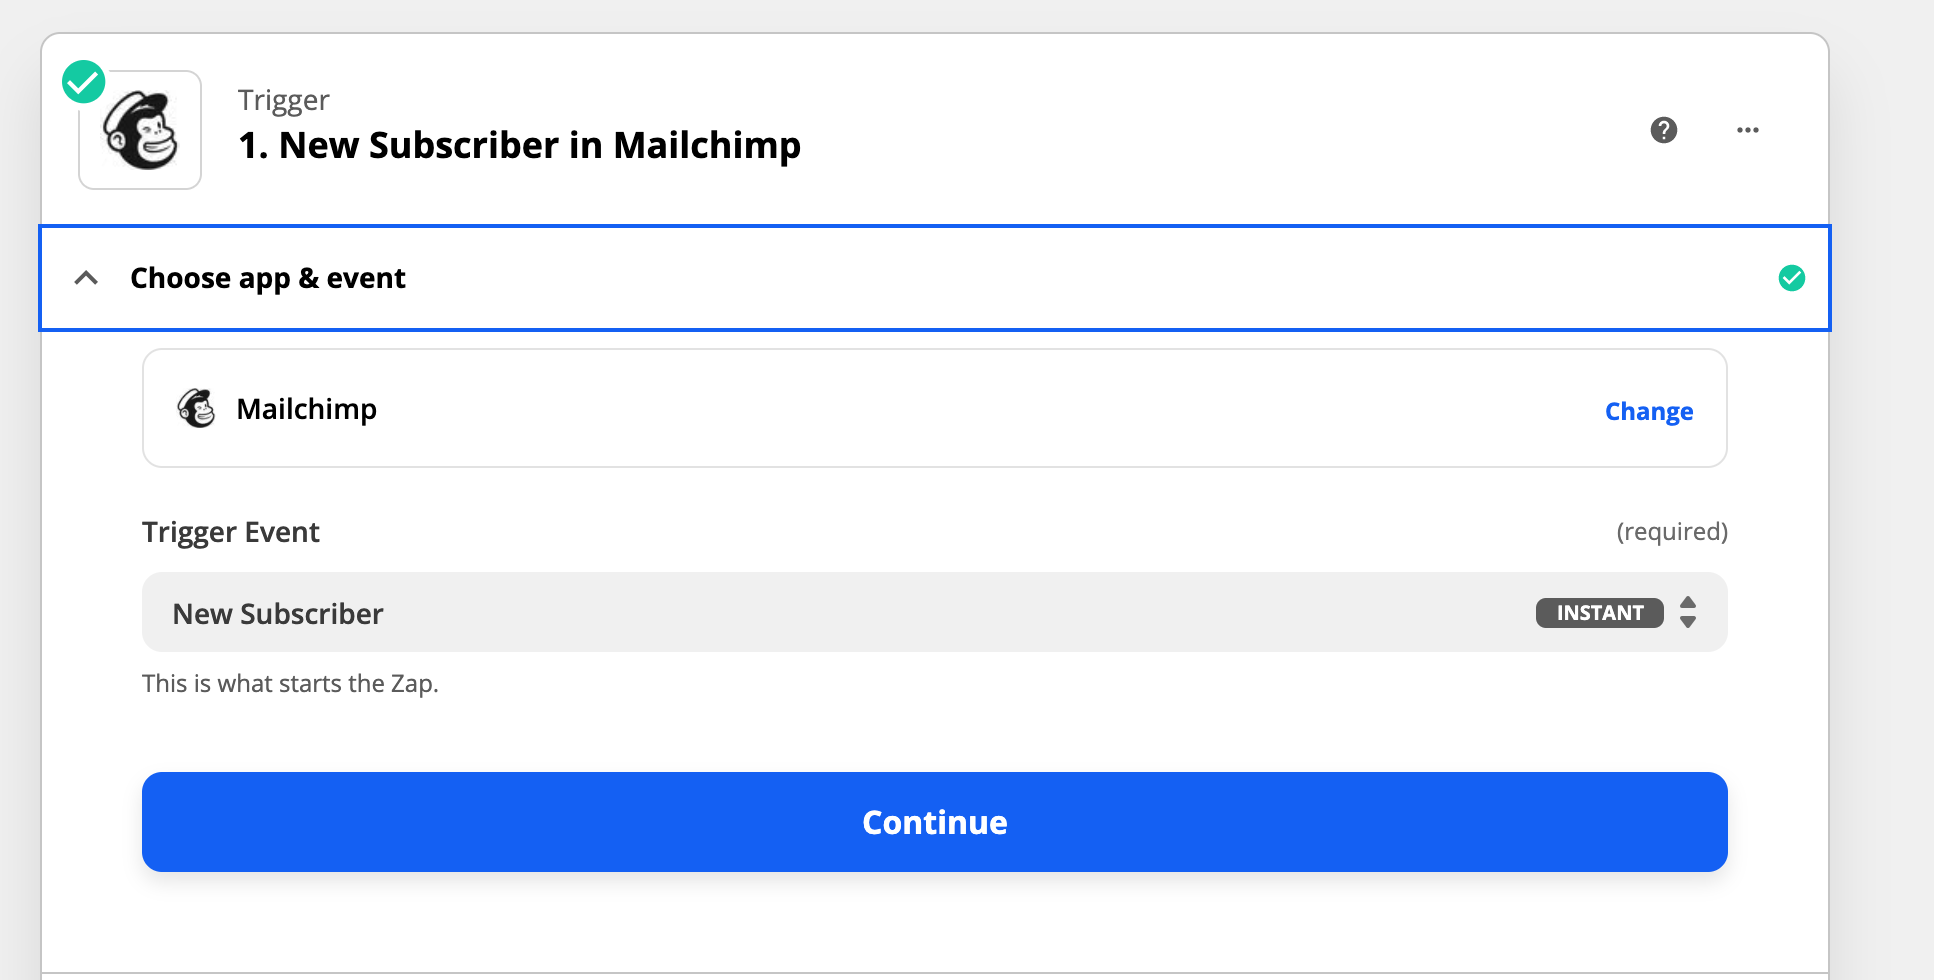 Trigger
1. New Subscriber in Mailchimp
Choose app & event
Mailchimp
Change
Trigger Event
(required)
New Subscriber
INSTANT
This is what starts the Zap.
Continue